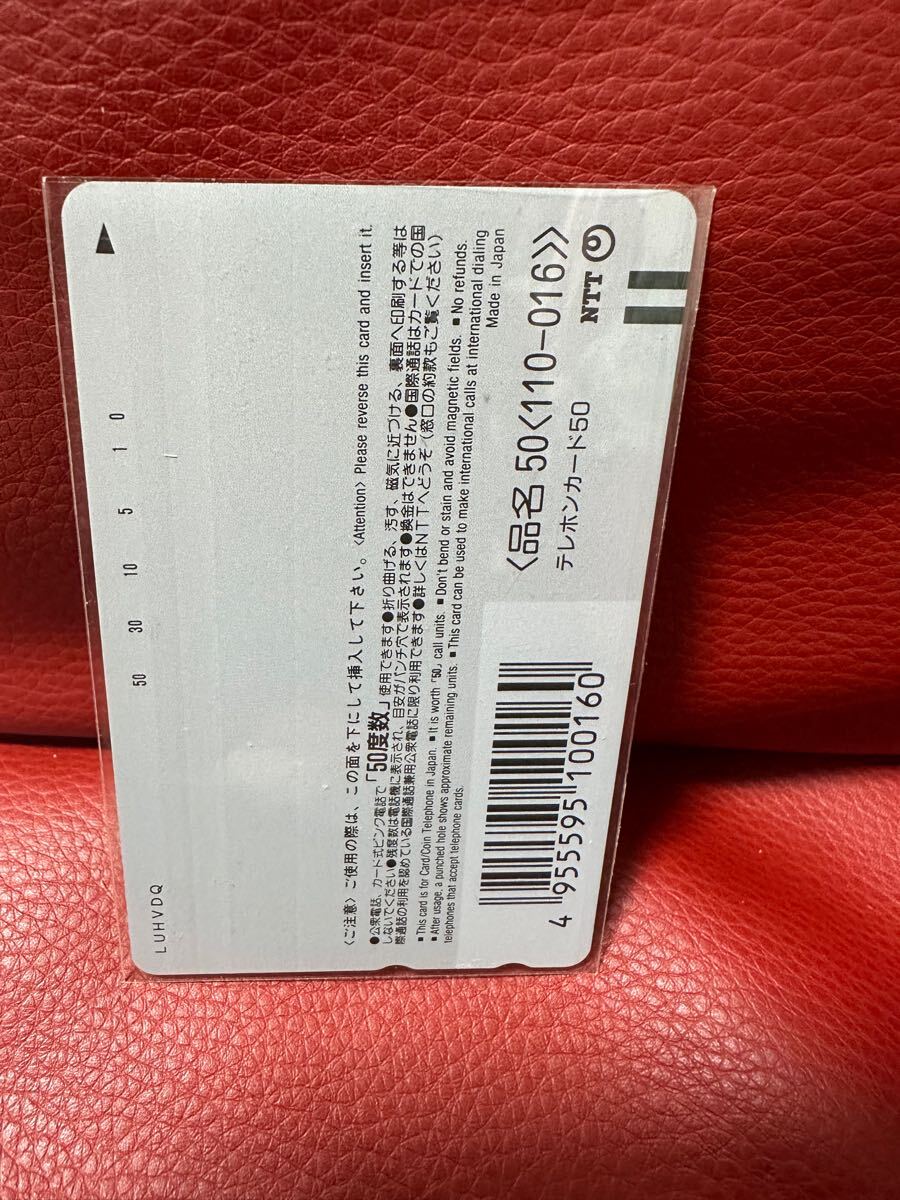 ▲
0
1
5
10
30
50
LUHVDQ
〈ご注意〉ご使用の際は、この面を下にして挿入して下さい。〈Attention〉Please reverse this card and insert it.
●公衆電話、カード式ピンク電話で「50度数」使用できます●折り曲げる、汚す、磁気に近づける、裏面へ印刷する等は
しないでください●残度数は電話機に表示され、目安がパンチ穴で表示されます●換金はできません●国際通話はカードでの国
際通話の利用を認めている国際通話兼用公衆電話に限り利用できます●詳しくはNTTへどうぞ(窓口の約款もご覧ください)
■This card is for Card/Coin Telephone in Japan. ■It is worth「50」call units. ■Don't bend or stain and avoid magnetic fields. ■No refunds.
■After usage, a punched hole shows approximate remaining units. ■This card can be used to make international calls at international dialing
telephones that accept telephone cards.
Made in Japan
〈品名 50〈110-016〉〉
テレホンカード50
NTT
4 955595 100160